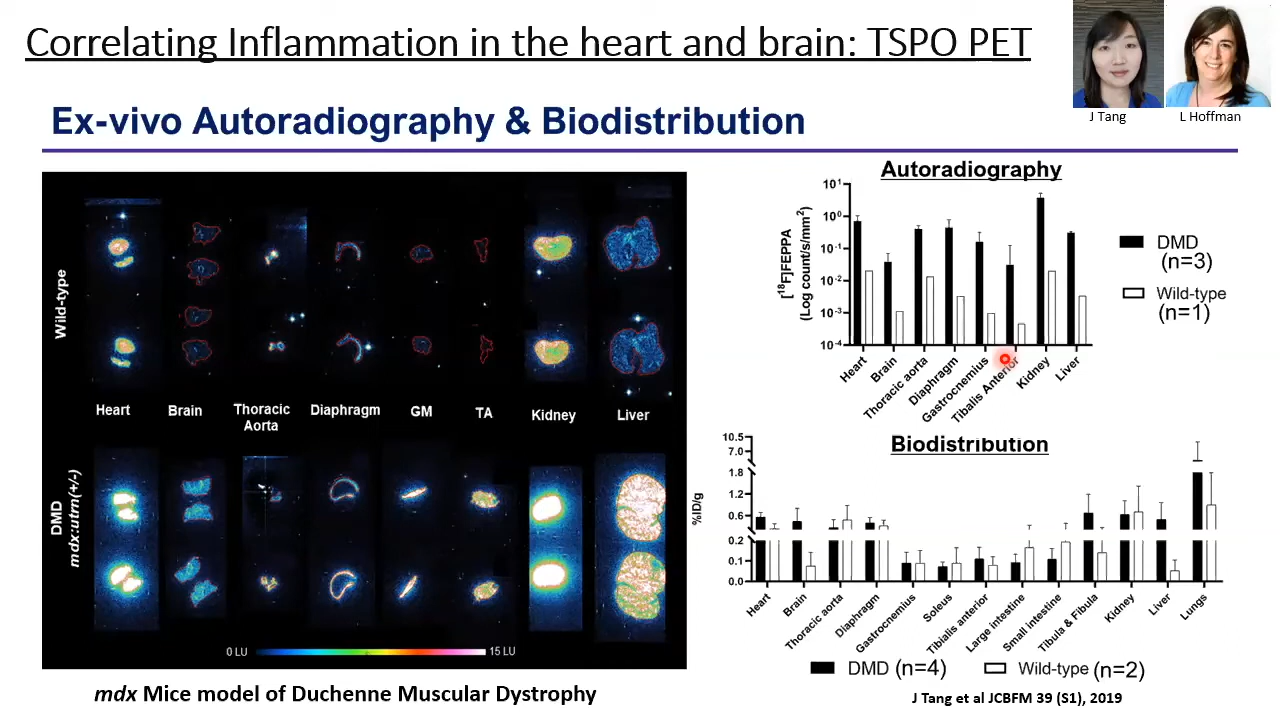 Correlating Inflammation in the heart and brain: TSPO PET
J Tang
L Hoffman
Ex-vivo Autoradiography & Biodistribution
Wild-type
Heart
Brain
Thoracic
Aorta
Diaphragm
GM
TA
Kidney
Liver
DMD
mdx:utrn(+/-)
0 LU
15 LU
mdx Mice model of Duchenne Muscular Dystrophy
Autoradiography
[¹⁸F]FEPPA
(Log count/s/mm²)
10¹
10⁰
10⁻¹
10⁻²
10⁻³
10⁻⁴
Heart
Brain
Thoracic aorta
Diaphragm
Gastrocnemius
Tibalis Anterior
Kidney
Liver
DMD
(n=3)
Wild-type
(n=1)
Biodistribution
%ID/g
10.5
7.0
1.8
1.2
0.6
0.2
0.1
0.0
Heart
Brain
Thoracic aorta
Diaphragm
Gastrocnemius
Soleus
Tibialis anterior
Large intestine
Small intestine
Tibula & Fibula
Kidney
Liver
Lungs
DMD (n=4)
Wild-type (n=2)
J Tang et al JCBFM 39 (S1), 2019